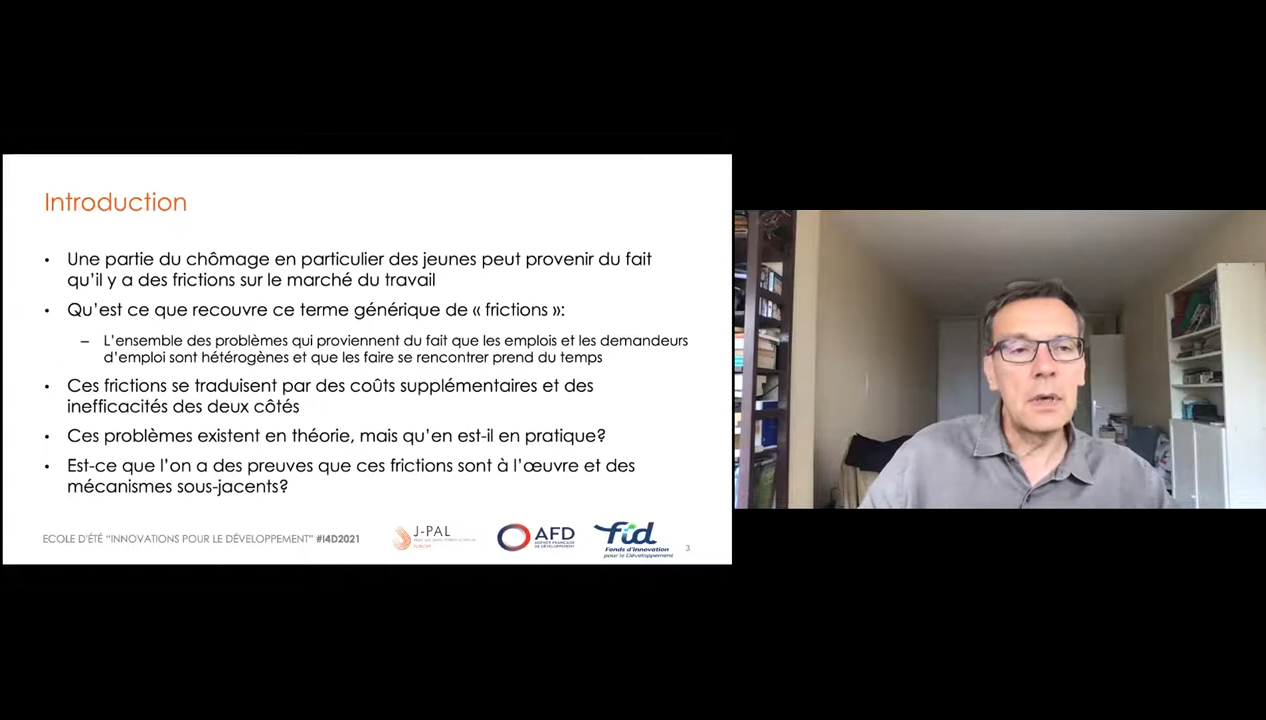 Introduction
• Une partie du chômage en particulier des jeunes peut provenir du fait
qu'il y a des frictions sur le marché du travail
• Qu'est ce que recouvre ce terme générique de « frictions »:
– L'ensemble des problèmes qui proviennent du fait que les emplois et les demandeurs
d'emploi sont hétérogènes et que les faire se rencontrer prend du temps
• Ces frictions se traduisent par des coûts supplémentaires et des
inefficacités des deux côtés
• Ces problèmes existent en théorie, mais qu'en est-il en pratique?
• Est-ce que l'on a des preuves que ces frictions sont à l'œuvre et des
mécanismes sous-jacents?
ECOLE D'ÉTÉ "INNOVATIONS POUR LE DÉVELOPPEMENT" #I4D2021
J-PAL
EUROPE
AFD
AGENCE FRANÇAISE
DE DÉVELOPPEMENT
fid
Fonds d'Innovation
pour le Développement
3